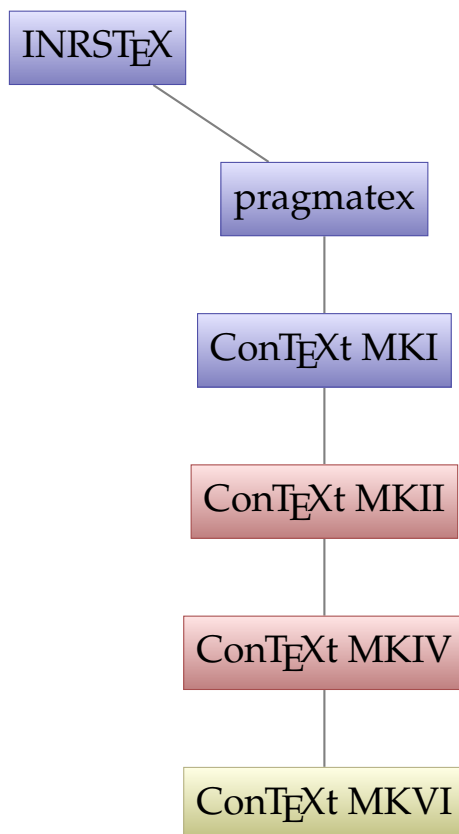 INRSTEX
pragmatex
ConTEXt MKI
ConTEXt MKII
ConTEXt MKIV
ConTEXt MKVI